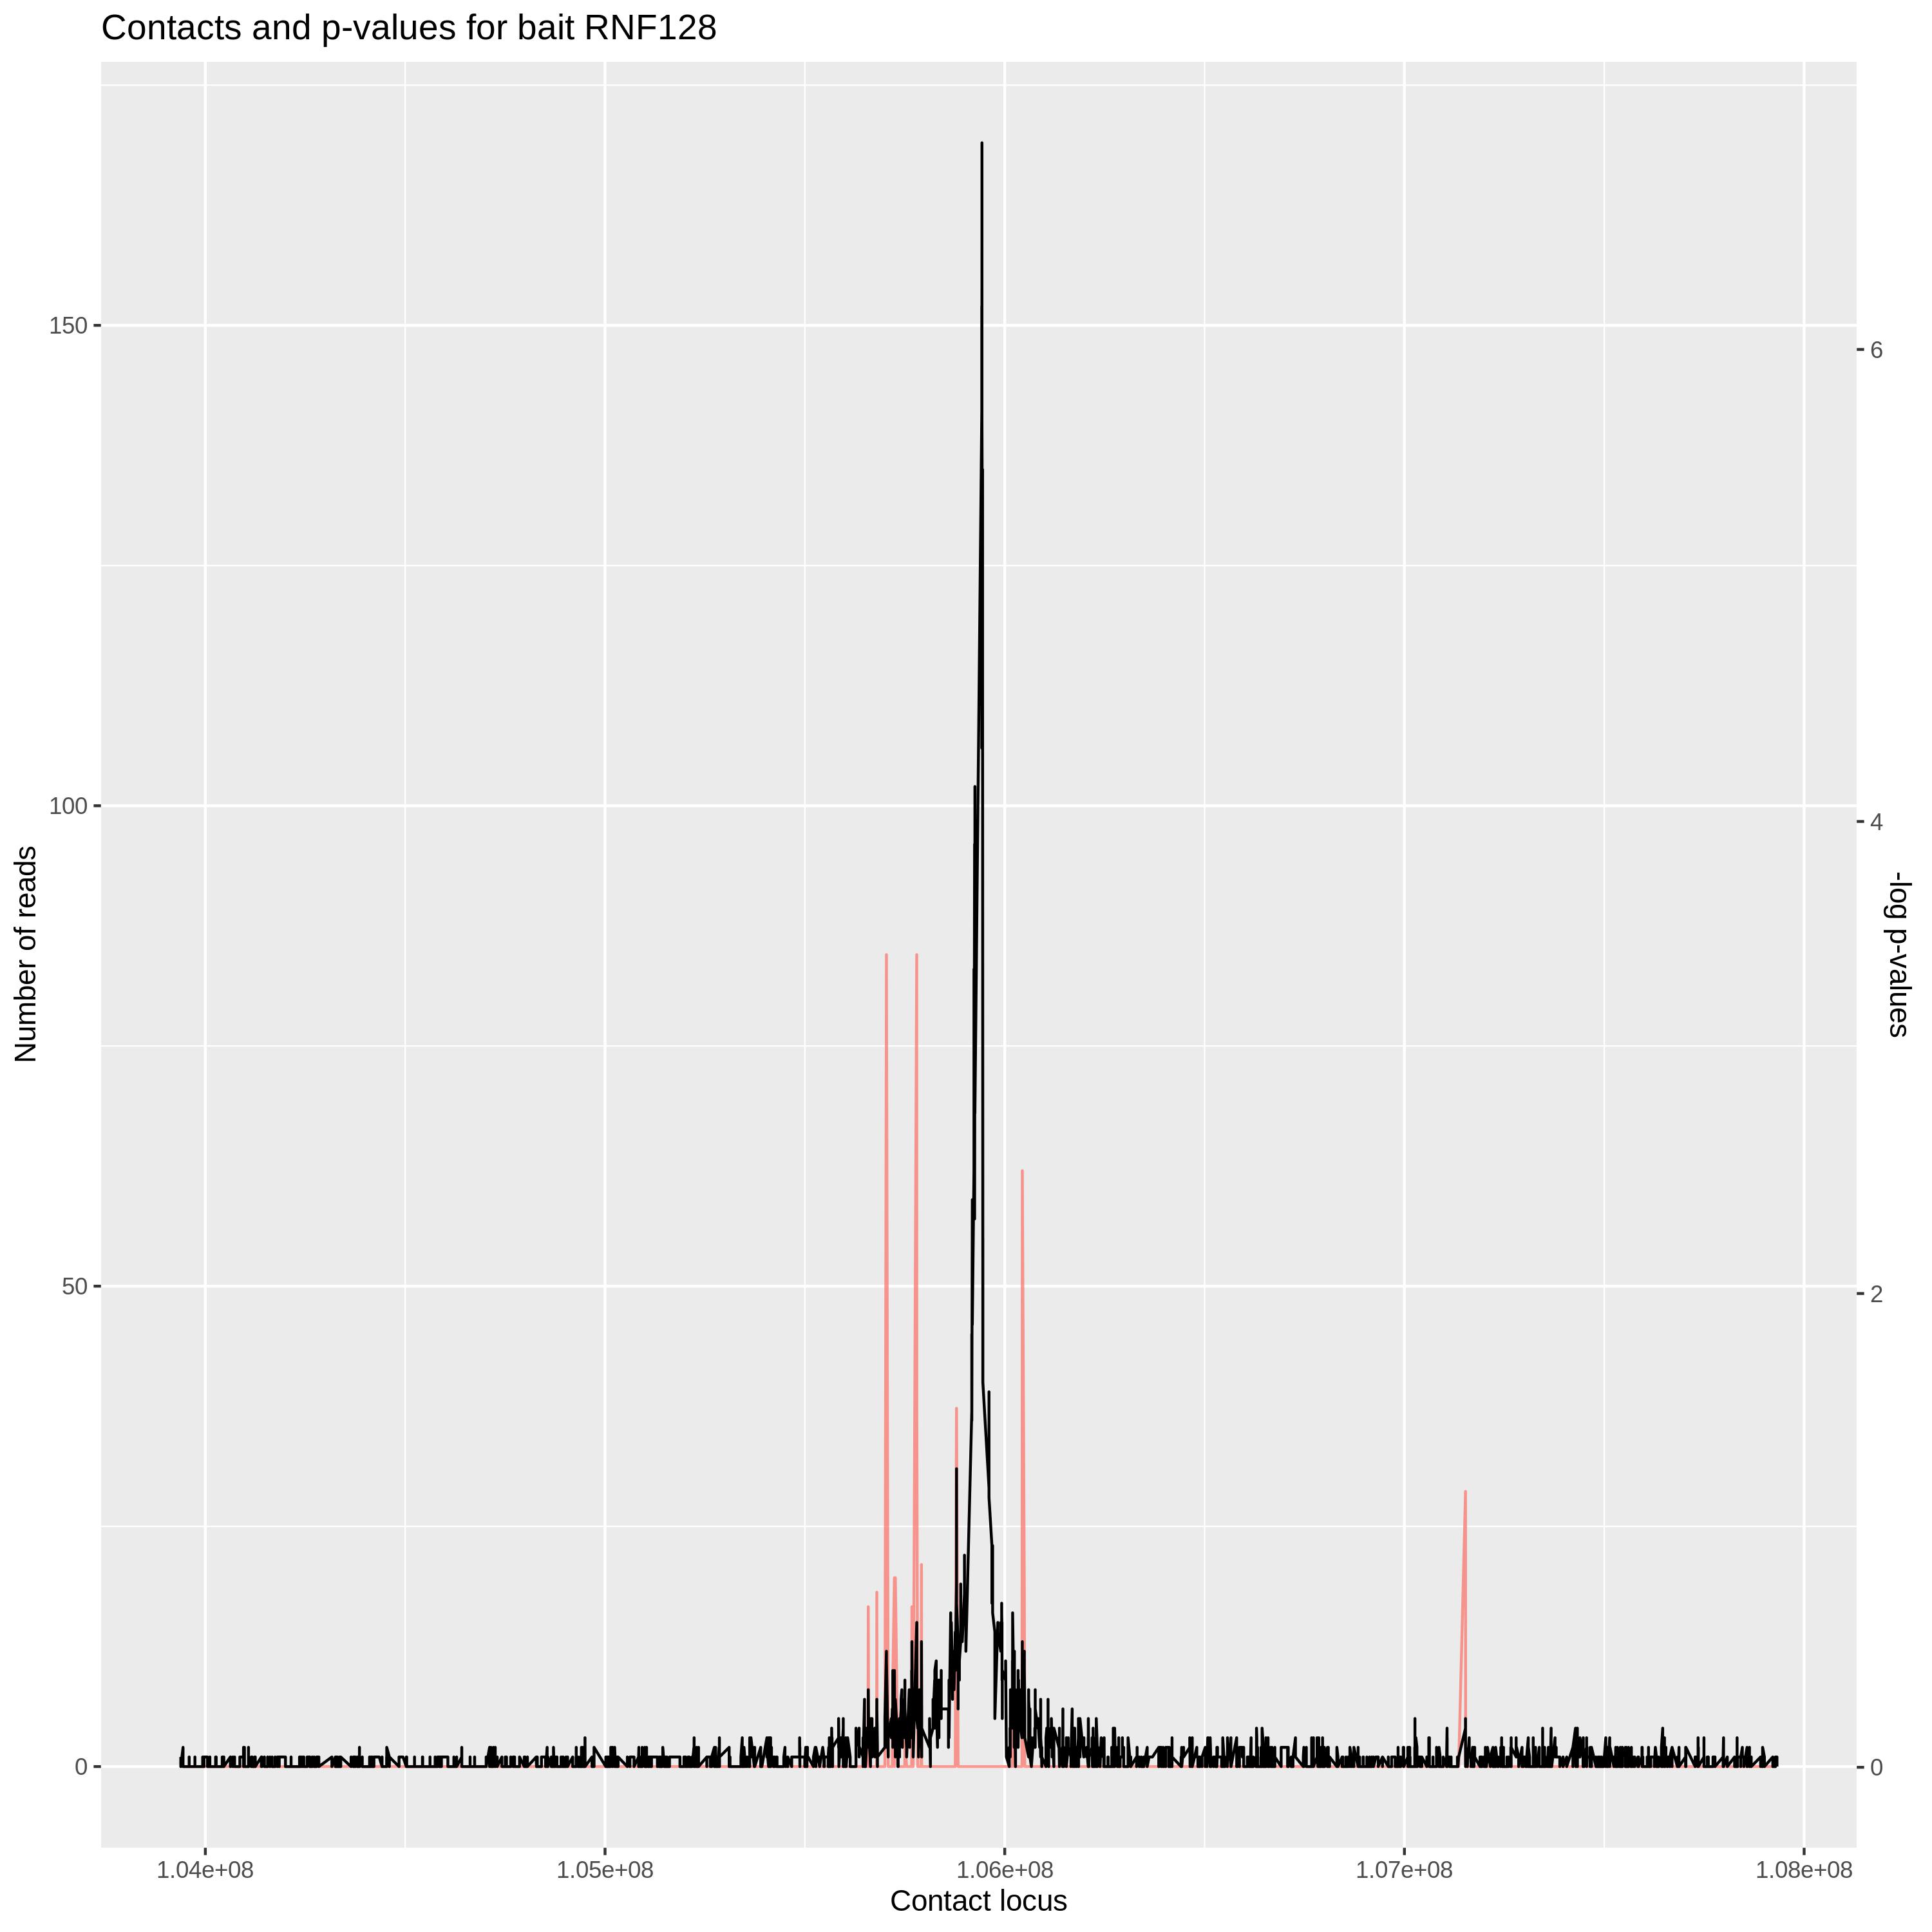 Contacts and p-values for bait RNF128
150
100
50
0
6
4
2
0
Number of reads
-log p-values
1.04e+08 1.05e+08 1.06e+08 1.07e+08 1.08e+08
Contact locus